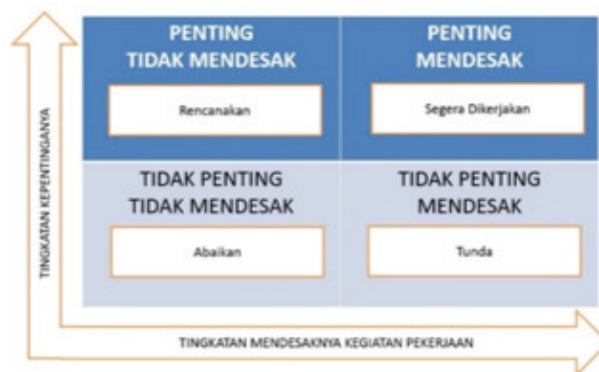 PENTING
TIDAK MENDESAK
Rencanakan
PENTING
MENDESAK
Segera Dikerjakan
TIDAK PENTING
TIDAK MENDESAK
Abaikan
TIDAK PENTING
MENDESAK
Tunda
TINGKATAN KEPENTINGANYA
TINGKATAN MENDESAKNYA KEGIATAN PEKERJAAN